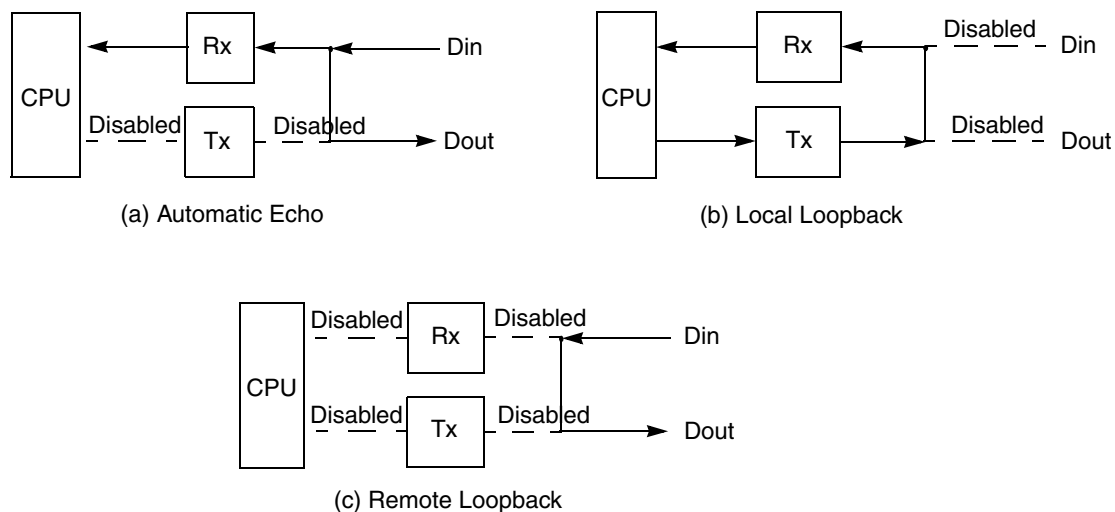 Rx
Din
CPU
Disabled
Tx
Disabled
Dout
(a) Automatic Echo
Rx
Disabled
Din
CPU
Tx
Disabled
Dout
(b) Local Loopback
Disabled
Rx
Disabled
Din
CPU
Disabled
Tx
Disabled
Dout
(c) Remote Loopback